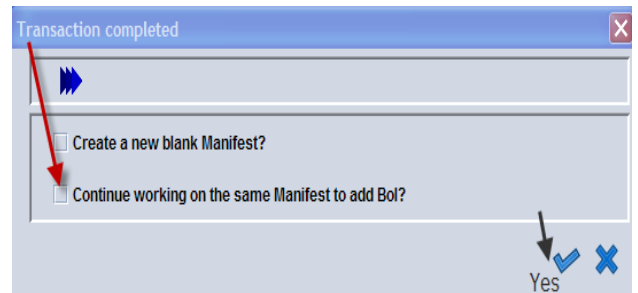 Transaction completed
Create a new blank Manifest?
Continue working on the same Manifest to add Bol?
Yes